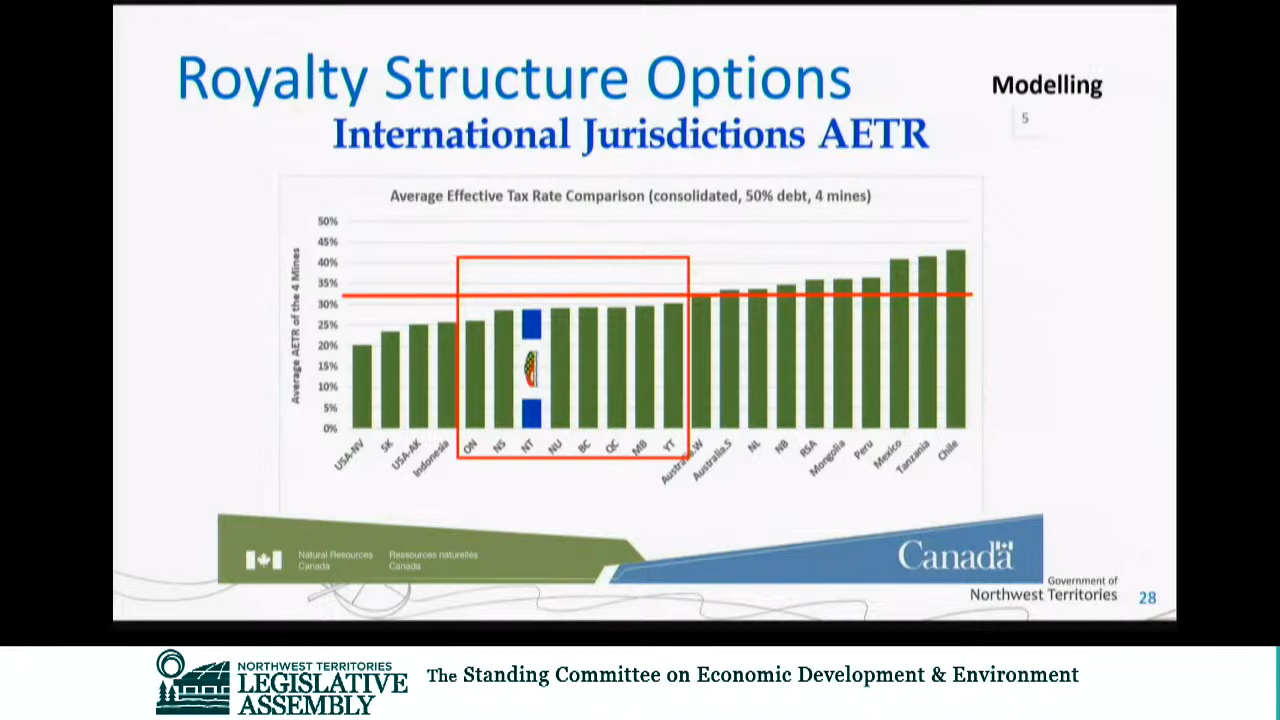 Royalty Structure Options
Modelling
International Jurisdictions AETR
5
Average Effective Tax Rate Comparison (consolidated, 50% debt, 4 mines)
Average AETR of the 4 Mines
50%
45%
40%
35%
30%
25%
20%
15%
10%
5%
0%
USA-NV
SK
USA-AK
Indonesia
ON
NS
NT
NU
BC
QC
MB
YT
Australia.W
Australia.S
NL
NB
RSA
Mongolia
Peru
Mexico
Tanzania
Chile
Natural Resources Ressources naturelles
Canada Canada
Canada
Government of
Northwest Territories
28
NORTHWEST TERRITORIES
LEGISLATIVE
ASSEMBLY
The Standing Committee on Economic Development & Environment